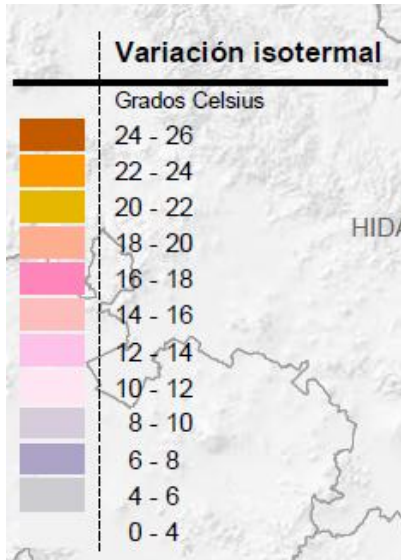 Variación isotermal
Grados Celsius
24 - 26
22 - 24
20 - 22
18 - 20
HIDA
16 - 18
14 - 16
12 - 14
10 - 12
8 - 10
6 - 8
4 - 6
0 - 4